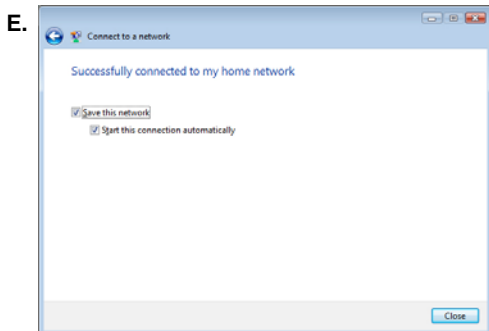 E.
Connect to a network
Successfully connected to my home network
Save this network
Start this connection automatically
Close